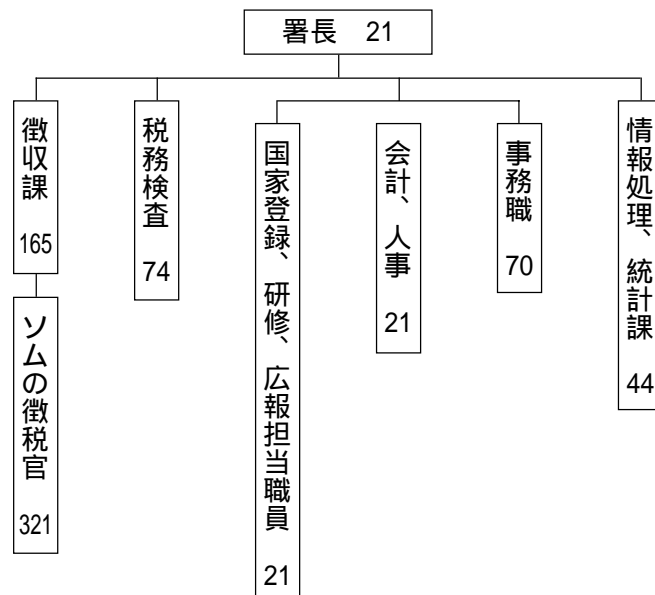 署長 21
徴収課 165
ソムの徴税官 321
税務検査 74
国家登録、研修、広報担当職員 21
会計、人事 21
事務職 70
情報処理、統計課 44